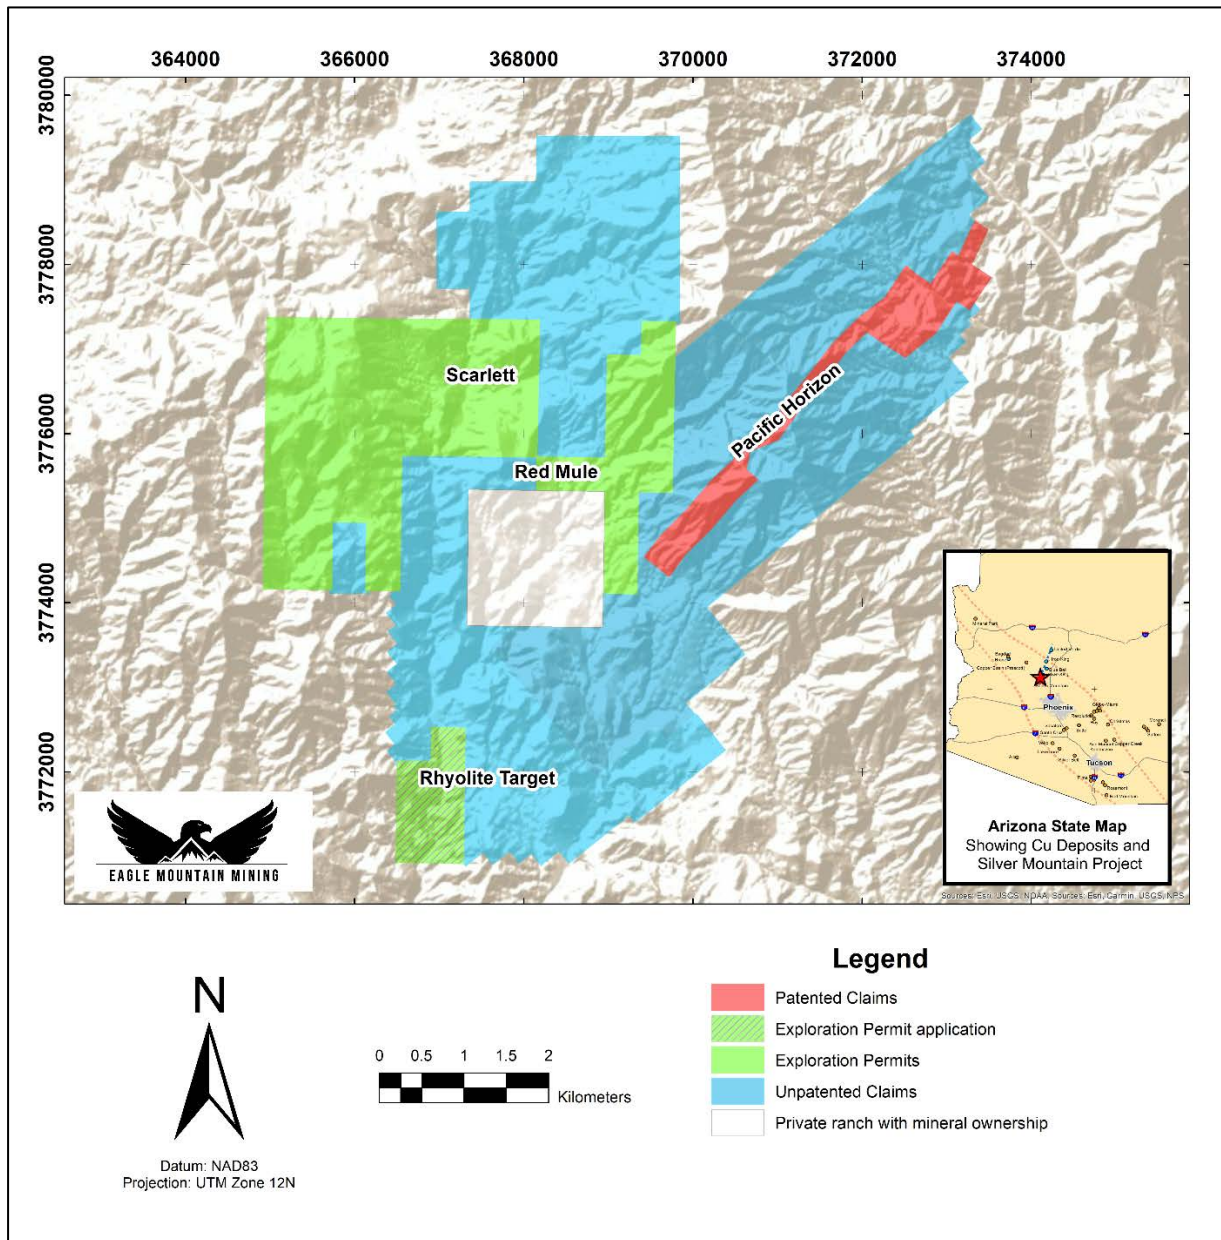 364000 366000 368000 370000 372000 374000
3780000
3778000
3776000
3774000
3772000
Scarlett
Pacific Horizon
Red Mule
Rhyolite Target
EAGLE MOUNTAIN MINING
Phoenix
Tucson
Arizona State Map
Showing Cu Deposits and
Silver Mountain Project
Sources: Esri, USGS, NOAA, Sources: Esri, Garmin, USGS, NPS
N
Datum: NAD83
Projection: UTM Zone 12N
0 0.5 1 1.5 2
Kilometers
Legend
Patented Claims
Exploration Permit application
Exploration Permits
Unpatented Claims
Private ranch with mineral ownership